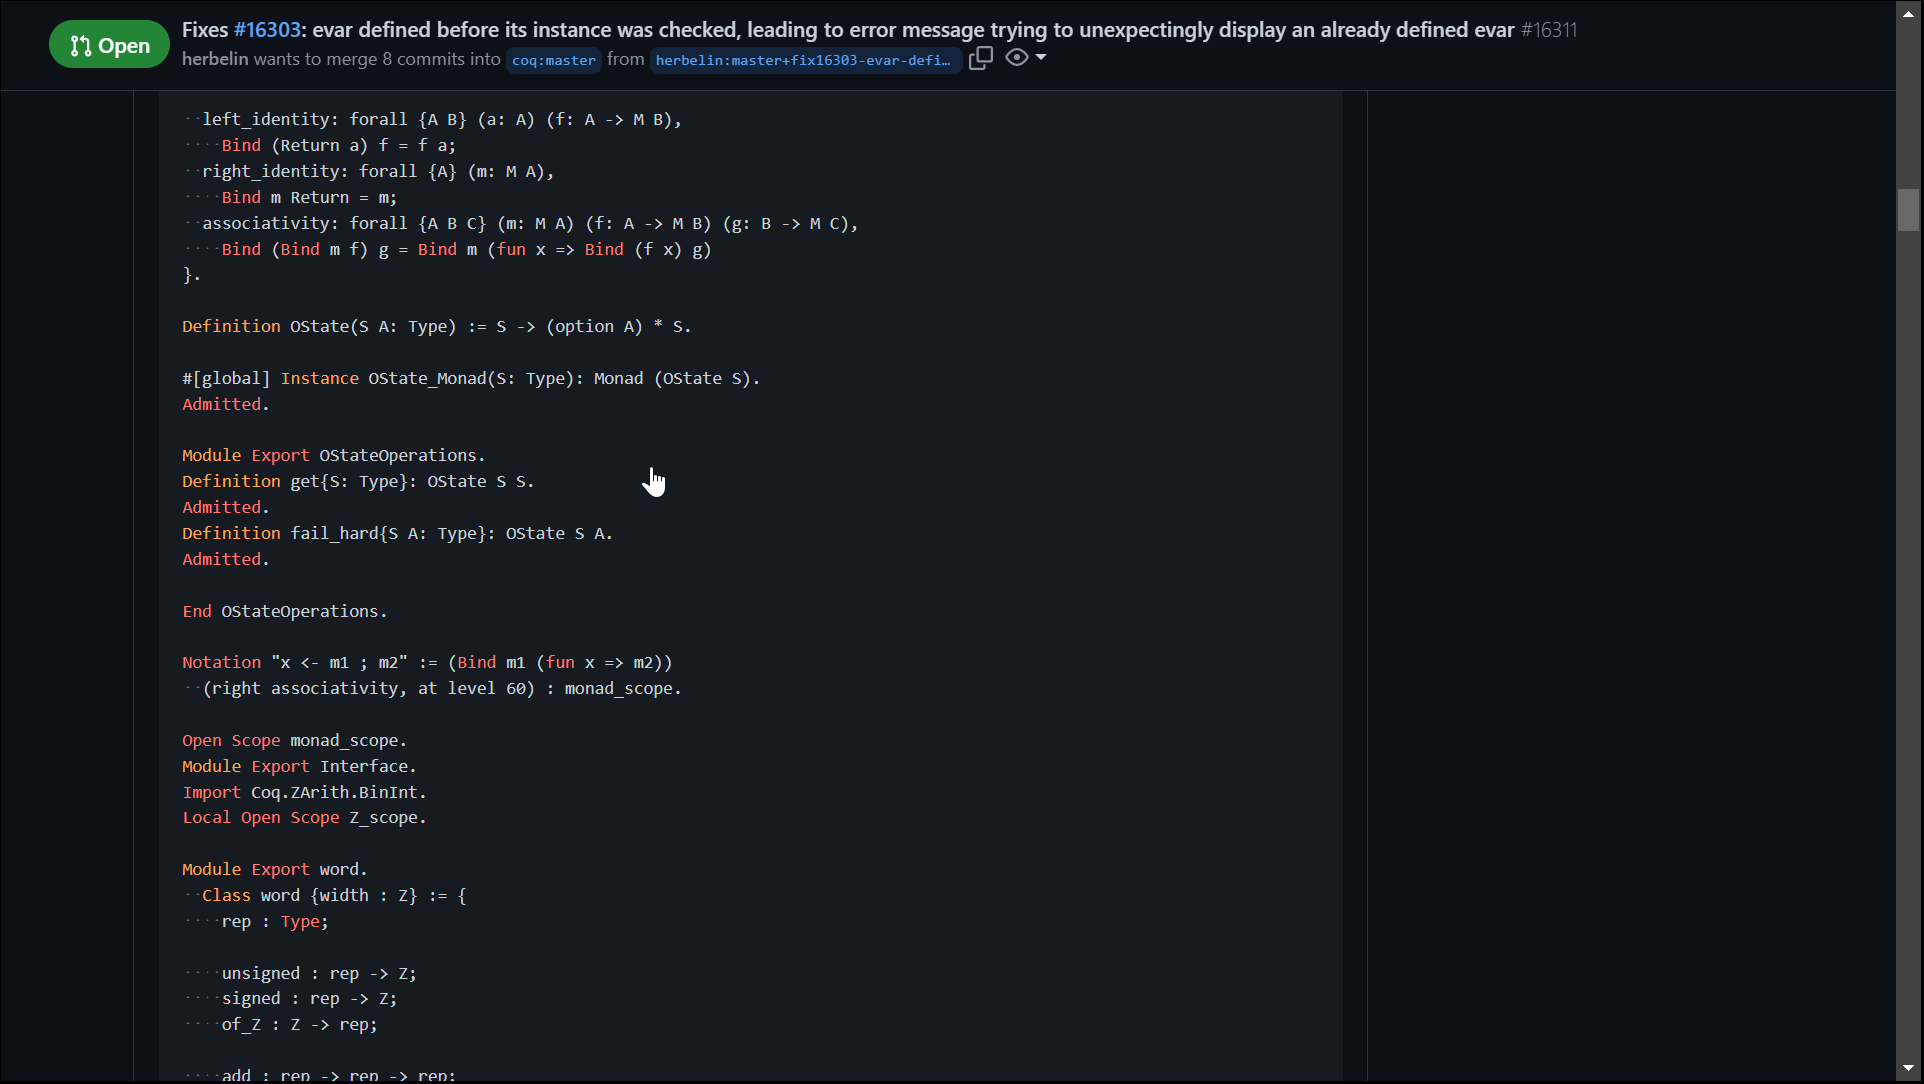 Open
Fixes #16303: evar defined before its instance was checked, leading to error message trying to unexpectingly display an already defined evar #16311
herbelin wants to merge 8 commits into coq:master from herbelin:master+fix16303-evar-defi…
left_identity: forall {A B} (a: A) (f: A -> M B),
Bind (Return a) f = f a;
right_identity: forall {A} (m: M A),
Bind m Return = m;
associativity: forall {A B C} (m: M A) (f: A -> M B) (g: B -> M C),
Bind (Bind m f) g = Bind m (fun x => Bind (f x) g)
}.
Definition OState(S A: Type) := S -> (option A) * S.
#[global] Instance OState_Monad(S: Type): Monad (OState S).
Admitted.
Module Export OStateOperations.
Definition get{S: Type}: OState S S.
Admitted.
Definition fail_hard{S A: Type}: OState S A.
Admitted.
End OStateOperations.
Notation "x <- m1 ; m2" := (Bind m1 (fun x => m2))
(right associativity, at level 60) : monad_scope.
Open Scope monad_scope.
Module Export Interface.
Import Coq.ZArith.BinInt.
Local Open Scope Z_scope.
Module Export word.
Class word {width : Z} := {
rep : Type;
unsigned : rep -> Z;
signed : rep -> Z;
of_Z : Z -> rep;
add : rep -> rep -> rep;